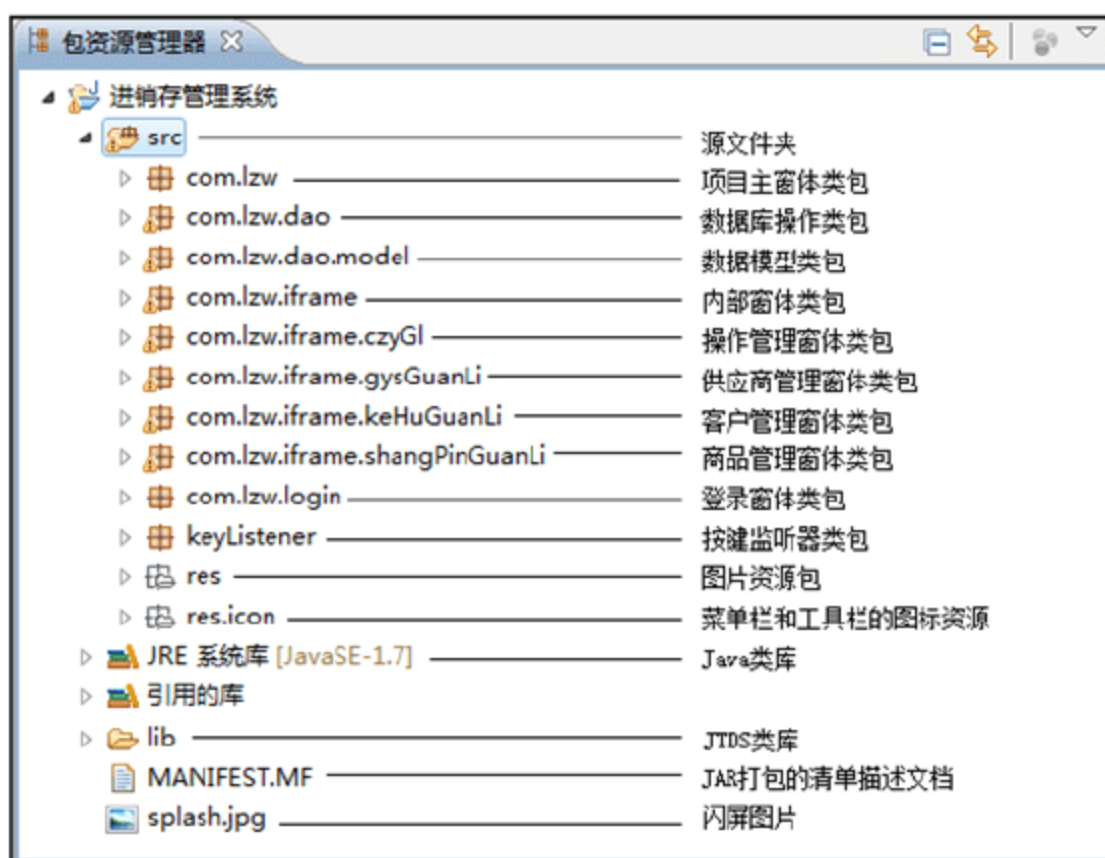 包资源管理器
进销存管理系统
src 源文件夹
com.lzw 项目主窗体类包
com.lzw.dao 数据库操作类包
com.lzw.dao.model 数据模型类包
com.lzw.iframe 内部窗体类包
com.lzw.iframe.czyGl 操作管理窗体类包
com.lzw.iframe.gysGuanLi 供应商管理窗体类包
com.lzw.iframe.keHuGuanLi 客户管理窗体类包
com.lzw.iframe.shangPinGuanLi 商品管理窗体类包
com.lzw.login 登录窗体类包
keyListener 按键监听器类包
res 图片资源包
res.icon 菜单栏和工具栏的图标资源
JRE 系统库 [JavaSE-1.7] Java类库
引用的库
lib JTDS类库
MANIFEST.MF JAR打包的清单描述文档
splash.jpg 闪屏图片